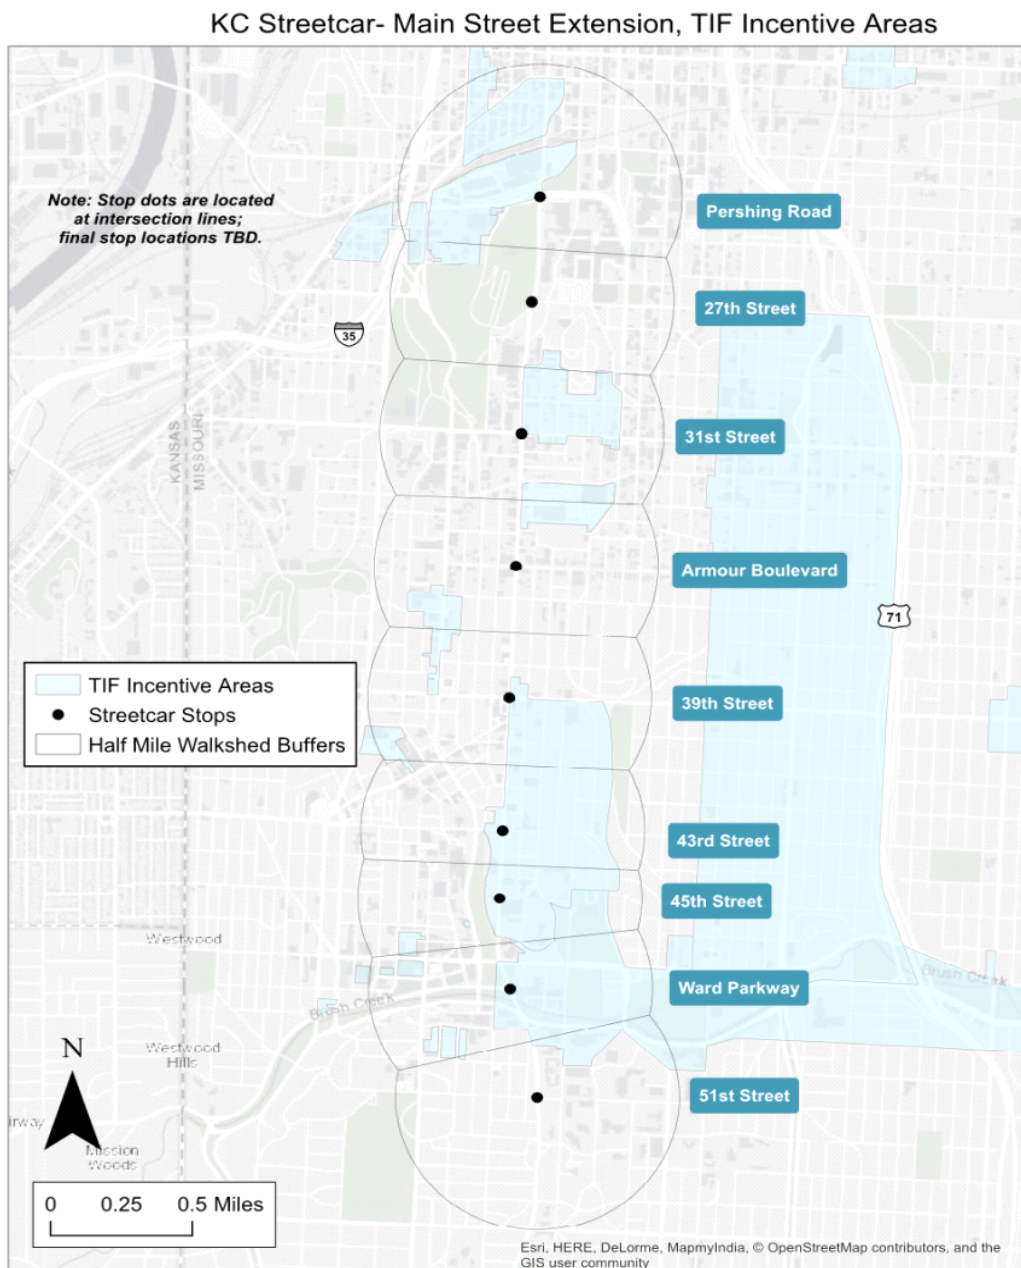 KC Streetcar- Main Street Extension, TIF Incentive Areas
Note: Stop dots are located
at intersection lines;
final stop locations TBD.
Pershing Road
27th Street
35
31st Street
KANSAS
MISSOURI
Armour Boulevard
71
TIF Incentive Areas
Streetcar Stops
Half Mile Walkshed Buffers
39th Street
43rd Street
45th Street
Westwood
Brush Creek
Ward Parkway
Brush Creek
N
Westwood
Hills
51st Street
irway
Mission
Woods
0 0.25 0.5 Miles
Esri, HERE, DeLorme, MapmyIndia, © OpenStreetMap contributors, and the
GIS user community